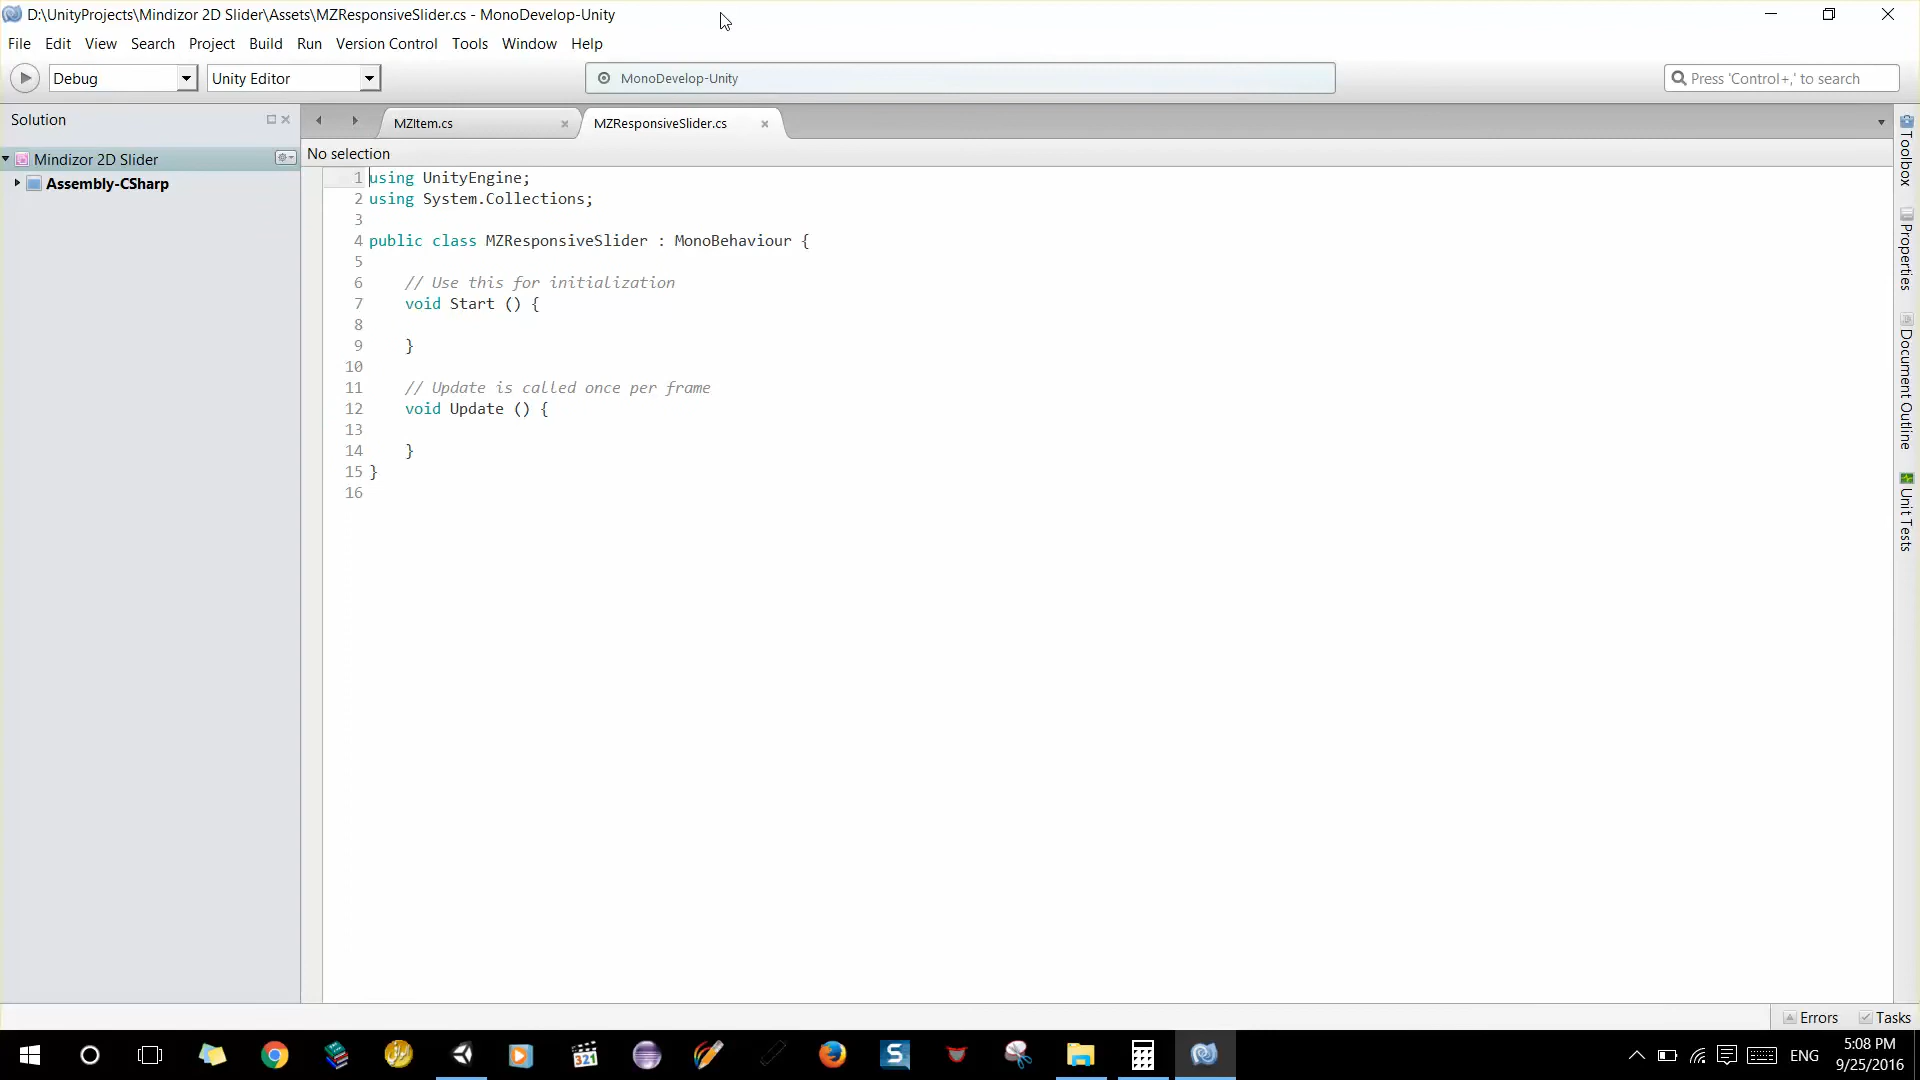 D:\UnityProjects\Mindizor 2D Slider\Assets\MZResponsiveSlider.cs - MonoDevelop-Unity
File Edit View Search Project Build Run Version Control Tools Window Help
Debug Unity Editor MonoDevelop-Unity Press 'Control+,' to search
Solution MZItem.cs MZResponsiveSlider.cs
No selection
Mindizor 2D Slider
Assembly-CSharp
1 using UnityEngine;
2 using System.Collections;
3
4 public class MZResponsiveSlider : MonoBehaviour {
5
6 // Use this for initialization
7 void Start () {
8
9 }
10
11 // Update is called once per frame
12 void Update () {
13
14 }
15 }
16
Toolbox
Properties
Document Outline
Unit Tests
Errors Tasks
321
S
ENG
5:08 PM
9/25/2016